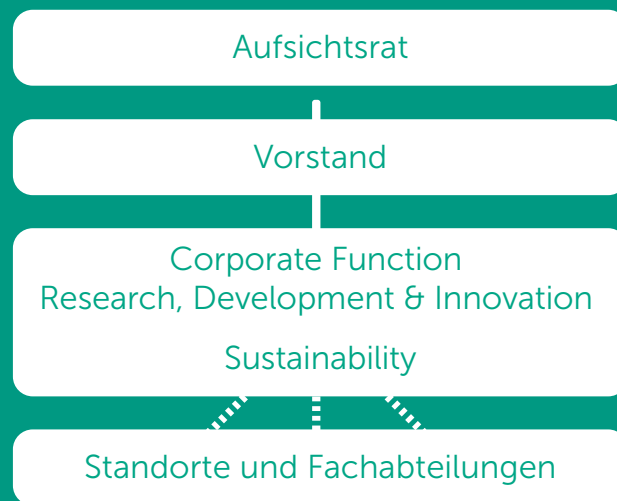 Aufsichtsrat
Vorstand
Corporate Function
Research, Development & Innovation
Sustainability
Standorte und Fachabteilungen